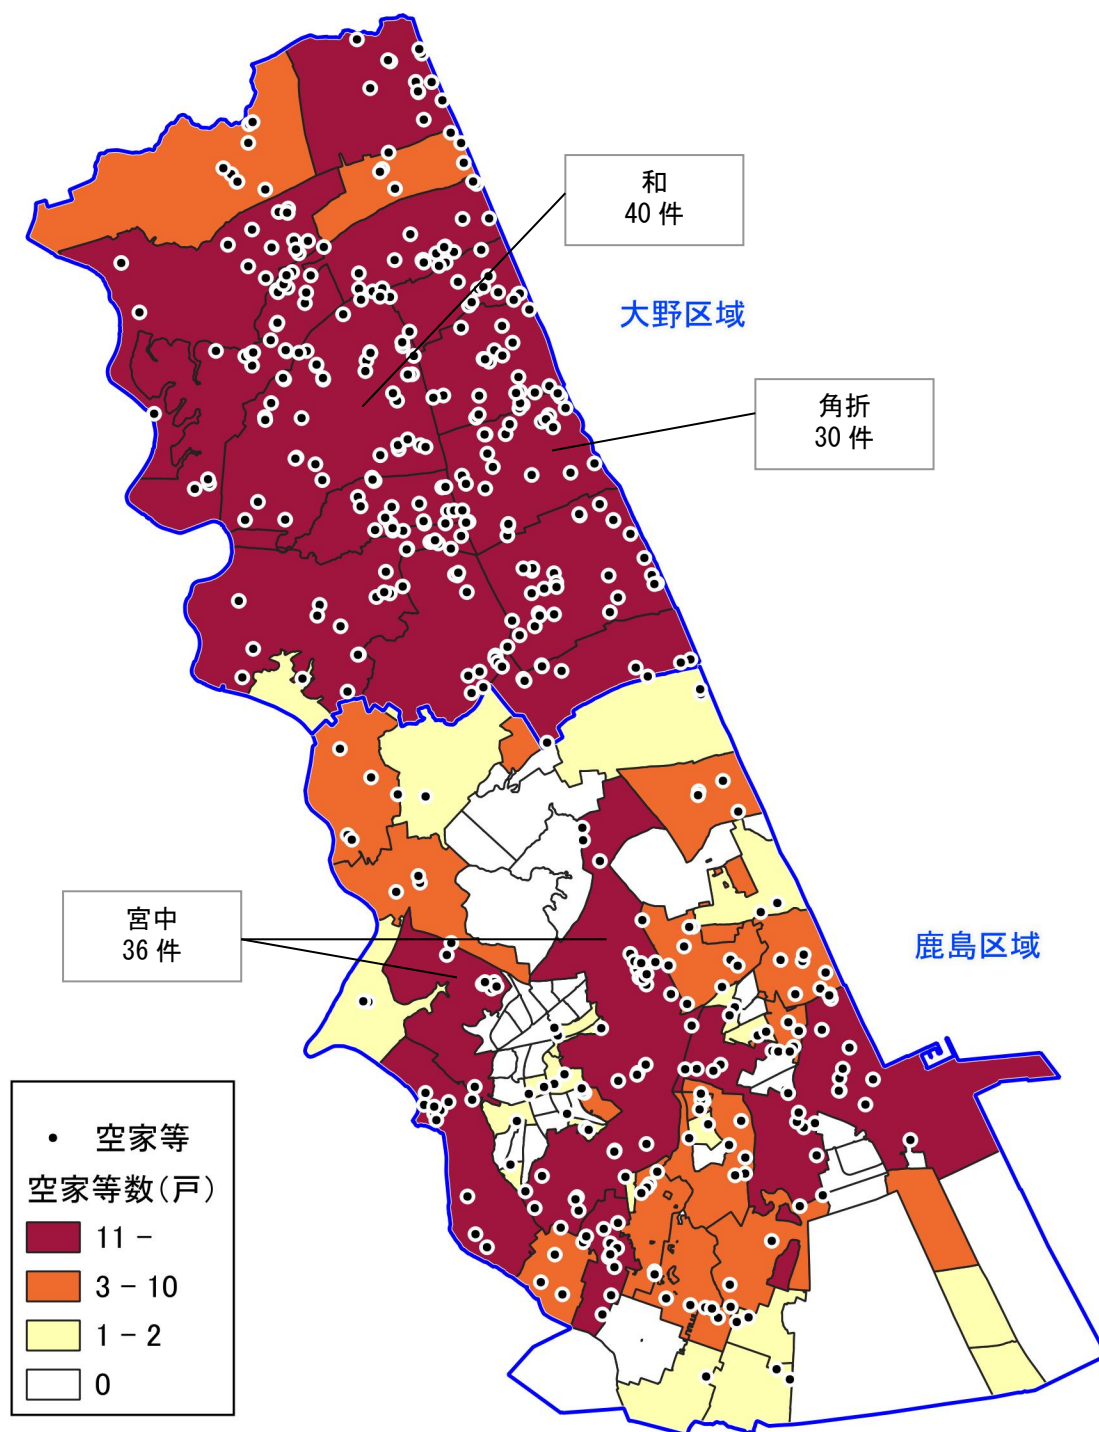 和
40 件
大野区域
角折
30 件
宮中
36 件
鹿島区域
・ 空家等
空家等数(戸)
11 -
3 - 10
1 - 2
0